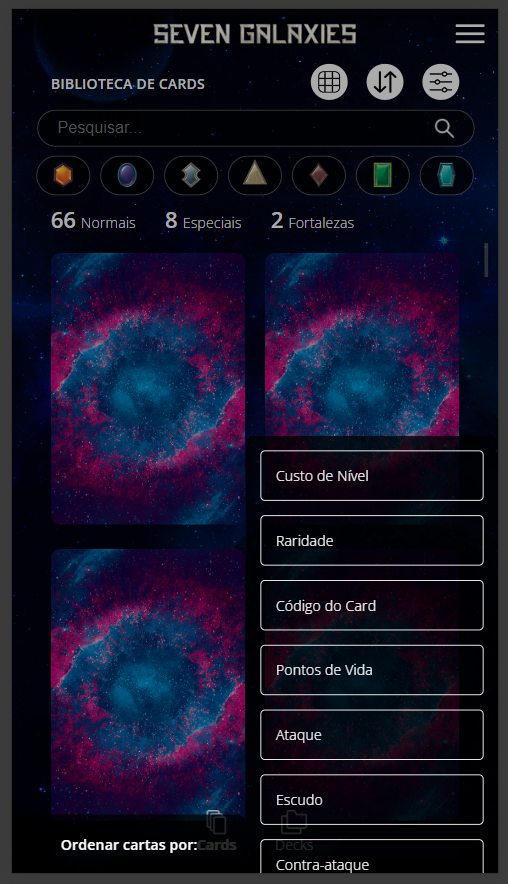 SEVEN GALAXIES
BIBLIOTECA DE CARDS
Pesquisar...
66 Normais 8 Especiais 2 Fortalezas
Custo de Nível
Raridade
Código do Card
Pontos de Vida
Ataque
Escudo
Contra-ataque
Ordenar cartas por:
Cards
Decks